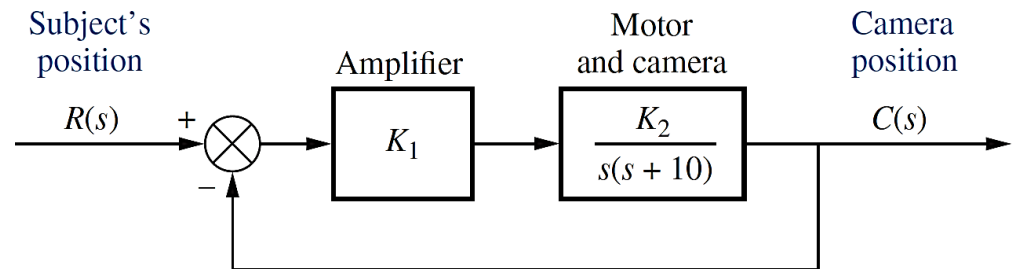 Subject's
position
Motor
and camera
Camera
position
Amplifier
R(s)
+
−
K₁
K₂
s(s + 10)
C(s)